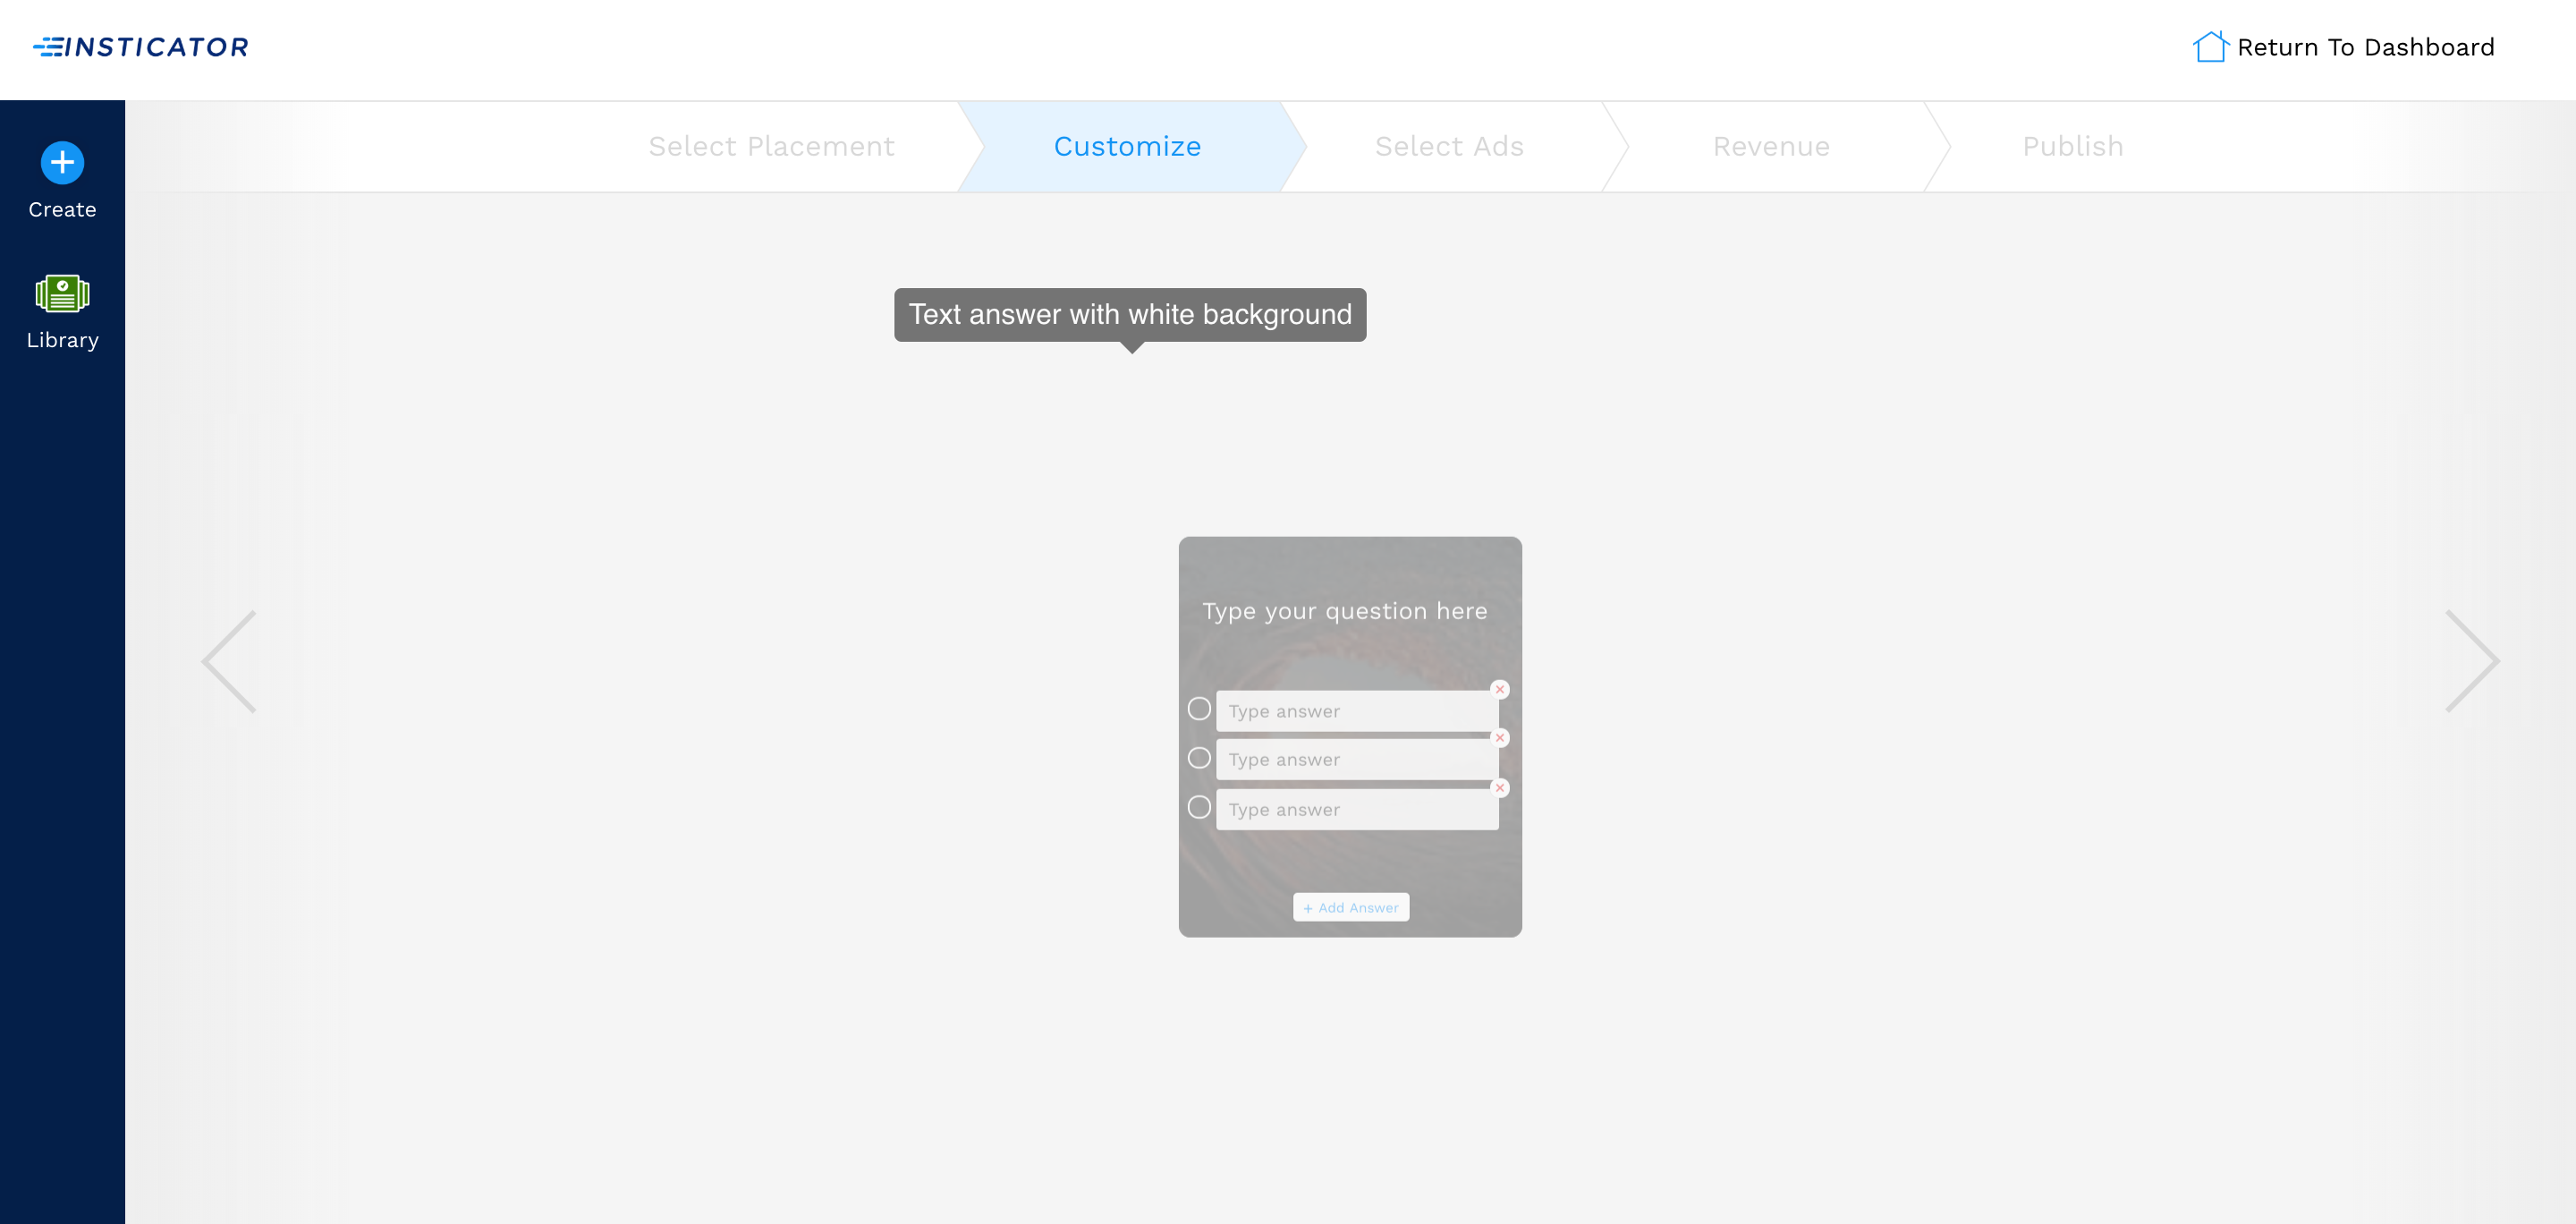 INSTICATOR
Return To Dashboard
Select Placement
Customize
Select Ads
Revenue
Publish
Create
Library
Text answer with white background
Type your question here
Type answer
Type answer
Type answer
+ Add Answer